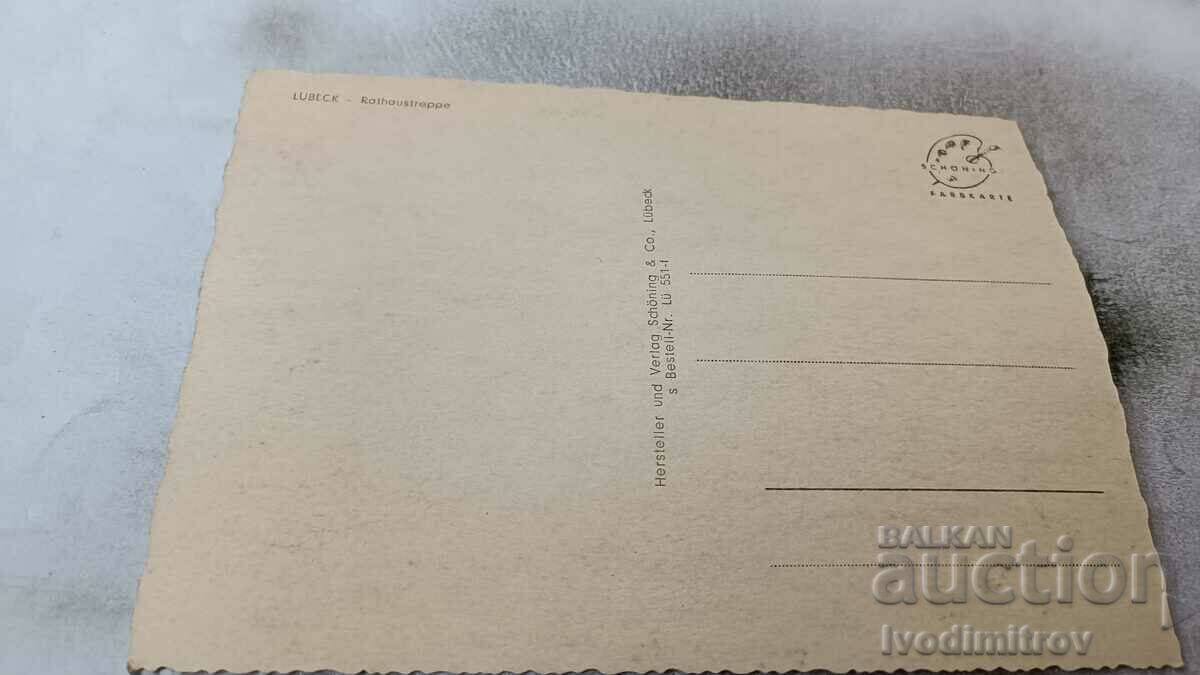 LÜBECK - Rathaustreppe
SCHÖNING
FARBKARTE
Hersteller und Verlag Schöning & Co., Lübeck
s Bestell-Nr. Lü 551-f
BALKAN
auction
Ivodimitrov